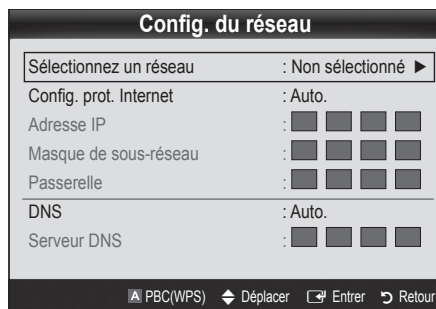 Config. du réseau
Sélectionnez un réseau : Non sélectionné ▶
Config. prot. Internet : Auto.
Adresse IP :
Masque de sous-réseau :
Passerelle :
DNS : Auto.
Serveur DNS :
A PBC(WPS) Déplacer Entrer Retour